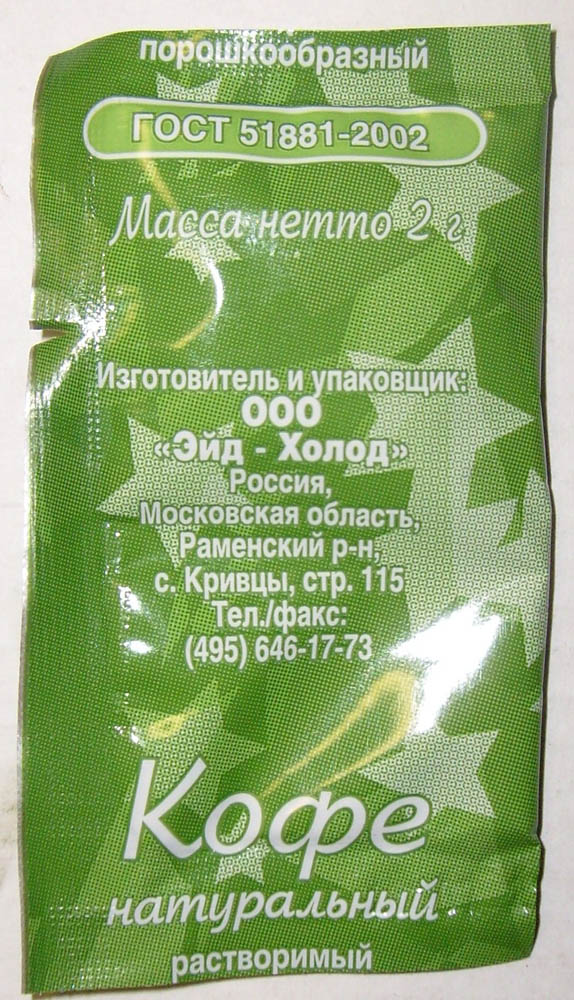 порошкообразный
ГОСТ 51881-2002
Масса нетто 2 г
Изготовитель и упаковщик:
ООО
«Эйд - Холод»
Россия,
Московская область,
Раменский р-н,
с. Кривцы, стр. 115
Тел./факс:
(495) 646-17-73
Кофе
натуральный
растворимый